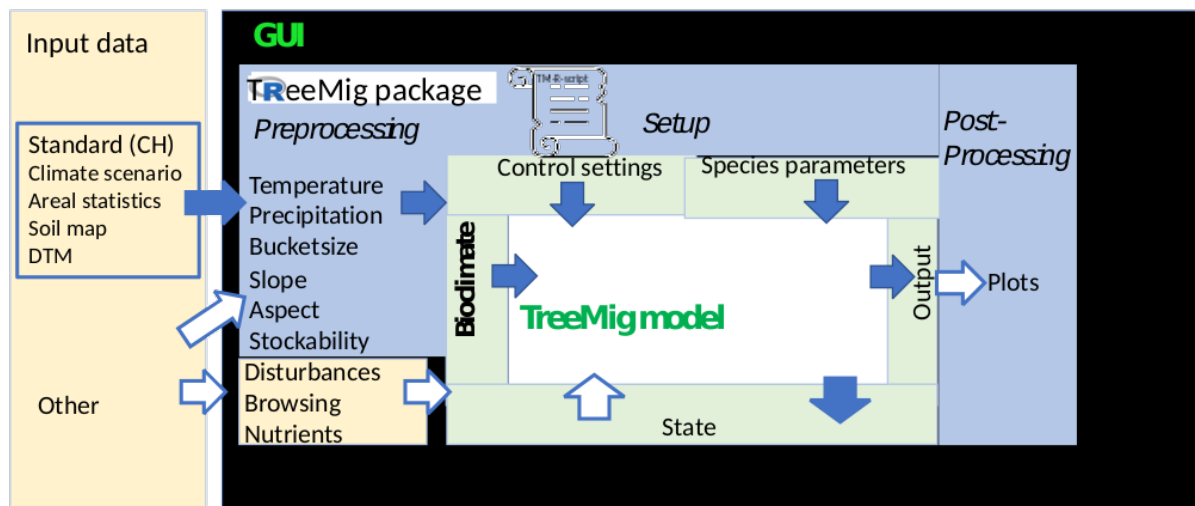 Input data
Standard (CH)
Climate scenario
Areal statistics
Soil map
DTM
Other
GUI
TReeMig package
TM-R-script
Preprocessing
Setup
Post-
Processing
Temperature
Precipitation
Bucketsize
Slope
Aspect
Stockability
Disturbances
Browsing
Nutrients
Control settings
Species parameters
Bioclimate
TreeMig model
Output
Plots
State